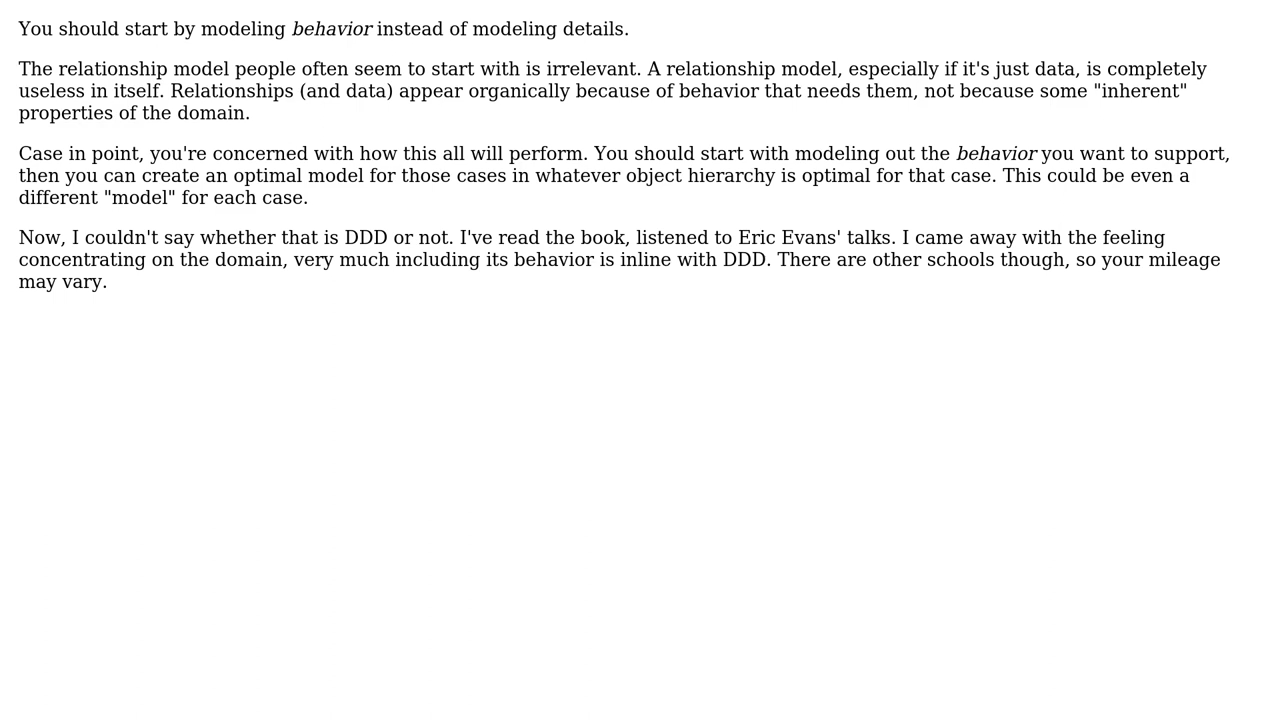 You should start by modeling behavior instead of modeling details.
The relationship model people often seem to start with is irrelevant. A relationship model, especially if it's just data, is completely
useless in itself. Relationships (and data) appear organically because of behavior that needs them, not because some "inherent"
properties of the domain.
Case in point, you're concerned with how this all will perform. You should start with modeling out the behavior you want to support,
then you can create an optimal model for those cases in whatever object hierarchy is optimal for that case. This could be even a
different "model" for each case.
Now, I couldn't say whether that is DDD or not. I've read the book, listened to Eric Evans' talks. I came away with the feeling
concentrating on the domain, very much including its behavior is inline with DDD. There are other schools though, so your mileage
may vary.